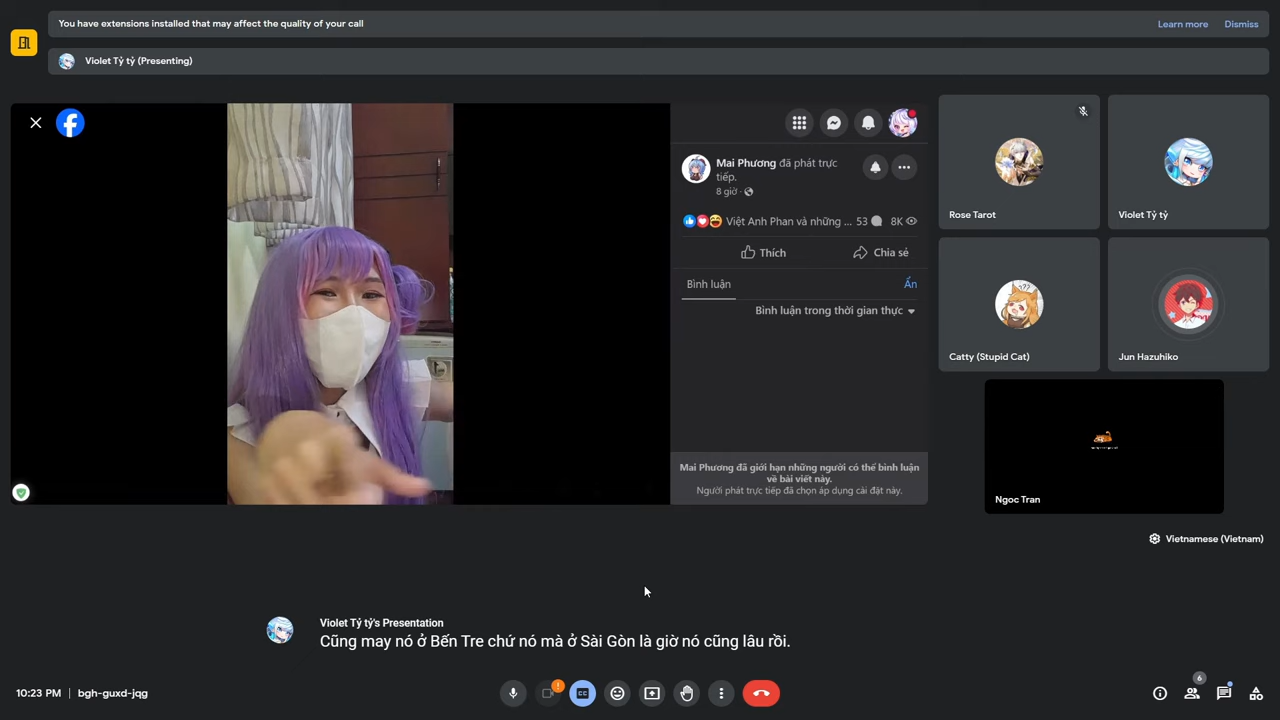 You have extensions installed that may affect the quality of your call
Learn more
Dismiss
Violet Tỷ tỷ (Presenting)
Mai Phương đã phát trực
tiếp.
8 giờ ·
Việt Anh Phan và những ... 53 8K
Thích
Chia sẻ
Bình luận
Ẩn
Bình luận trong thời gian thực
Mai Phương đã giới hạn những người có thể bình luận
về bài viết này.
Người phát trực tiếp đã chọn áp dụng cài đặt này.
Rose Tarot
Violet Tỷ tỷ
Catty (Stupid Cat)
Jun Hazuhiko
Ngoc Tran
Vietnamese (Vietnam)
Violet Tỷ tỷ's Presentation
Cũng may nó ở Bến Tre chứ nó mà ở Sài Gòn là giờ nó cũng lâu rồi.
10:23 PM | bgh-guxd-jqg
CC
6